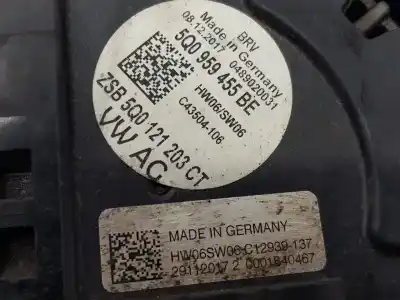 BRV
Made in Germany
08.12.2017 0489020031
5Q0 959 455 BE
HW06/SW06
C43504-106
ZSB 5Q0 121 203 CT
VW AG
MADE IN GERMANY
HW06SW06 C12939-137
29112017 2 0001840467